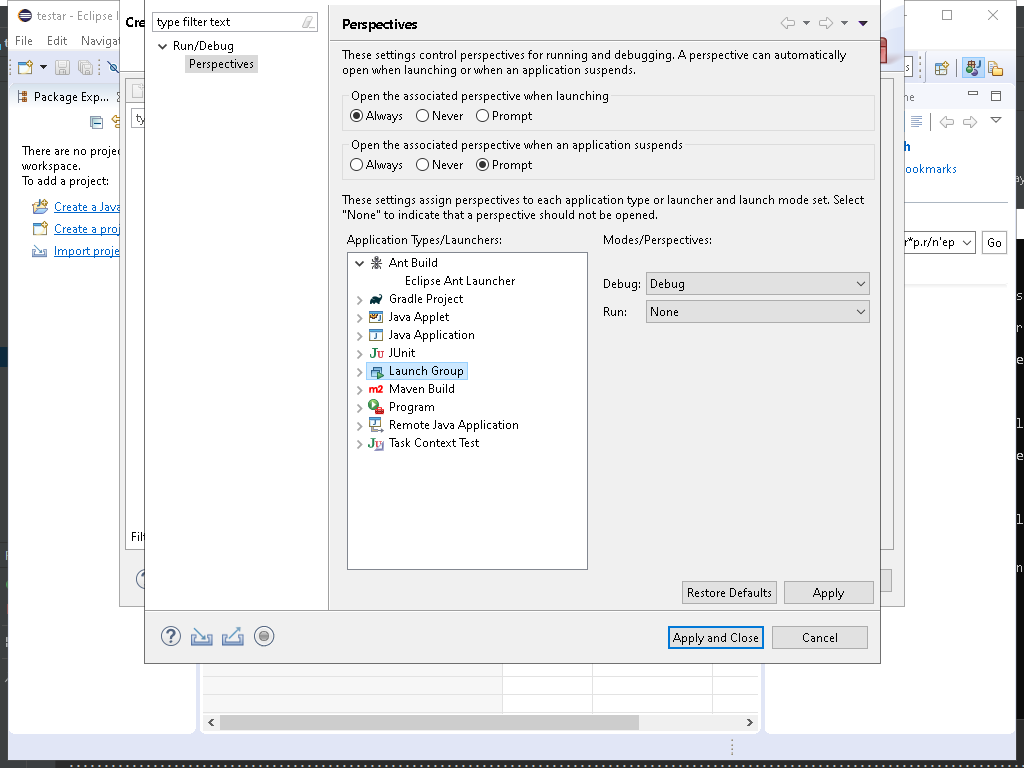 testar - Eclipse I
File Edit Navigat
Package Exp...
There are no projec
workspace.
To add a project:
Create a Java
Create a proj
Import proje
Cre
ty
Filt
type filter text
Run/Debug
Perspectives
Perspectives
These settings control perspectives for running and debugging. A perspective can automatically
open when launching or when an application suspends.
Open the associated perspective when launching
Always Never Prompt
Open the associated perspective when an application suspends
Always Never Prompt
These settings assign perspectives to each application type or launcher and launch mode set. Select
"None" to indicate that a perspective should not be opened.
Application Types/Launchers:
Modes/Perspectives:
Ant Build
Eclipse Ant Launcher
Gradle Project
Java Applet
Java Application
JUnit
Launch Group
Maven Build
Program
Remote Java Application
Task Context Test
Debug: Debug
Run: None
Restore Defaults
Apply
Apply and Close
Cancel
ne
h
ookmarks
r*p.r/n'ep
Go